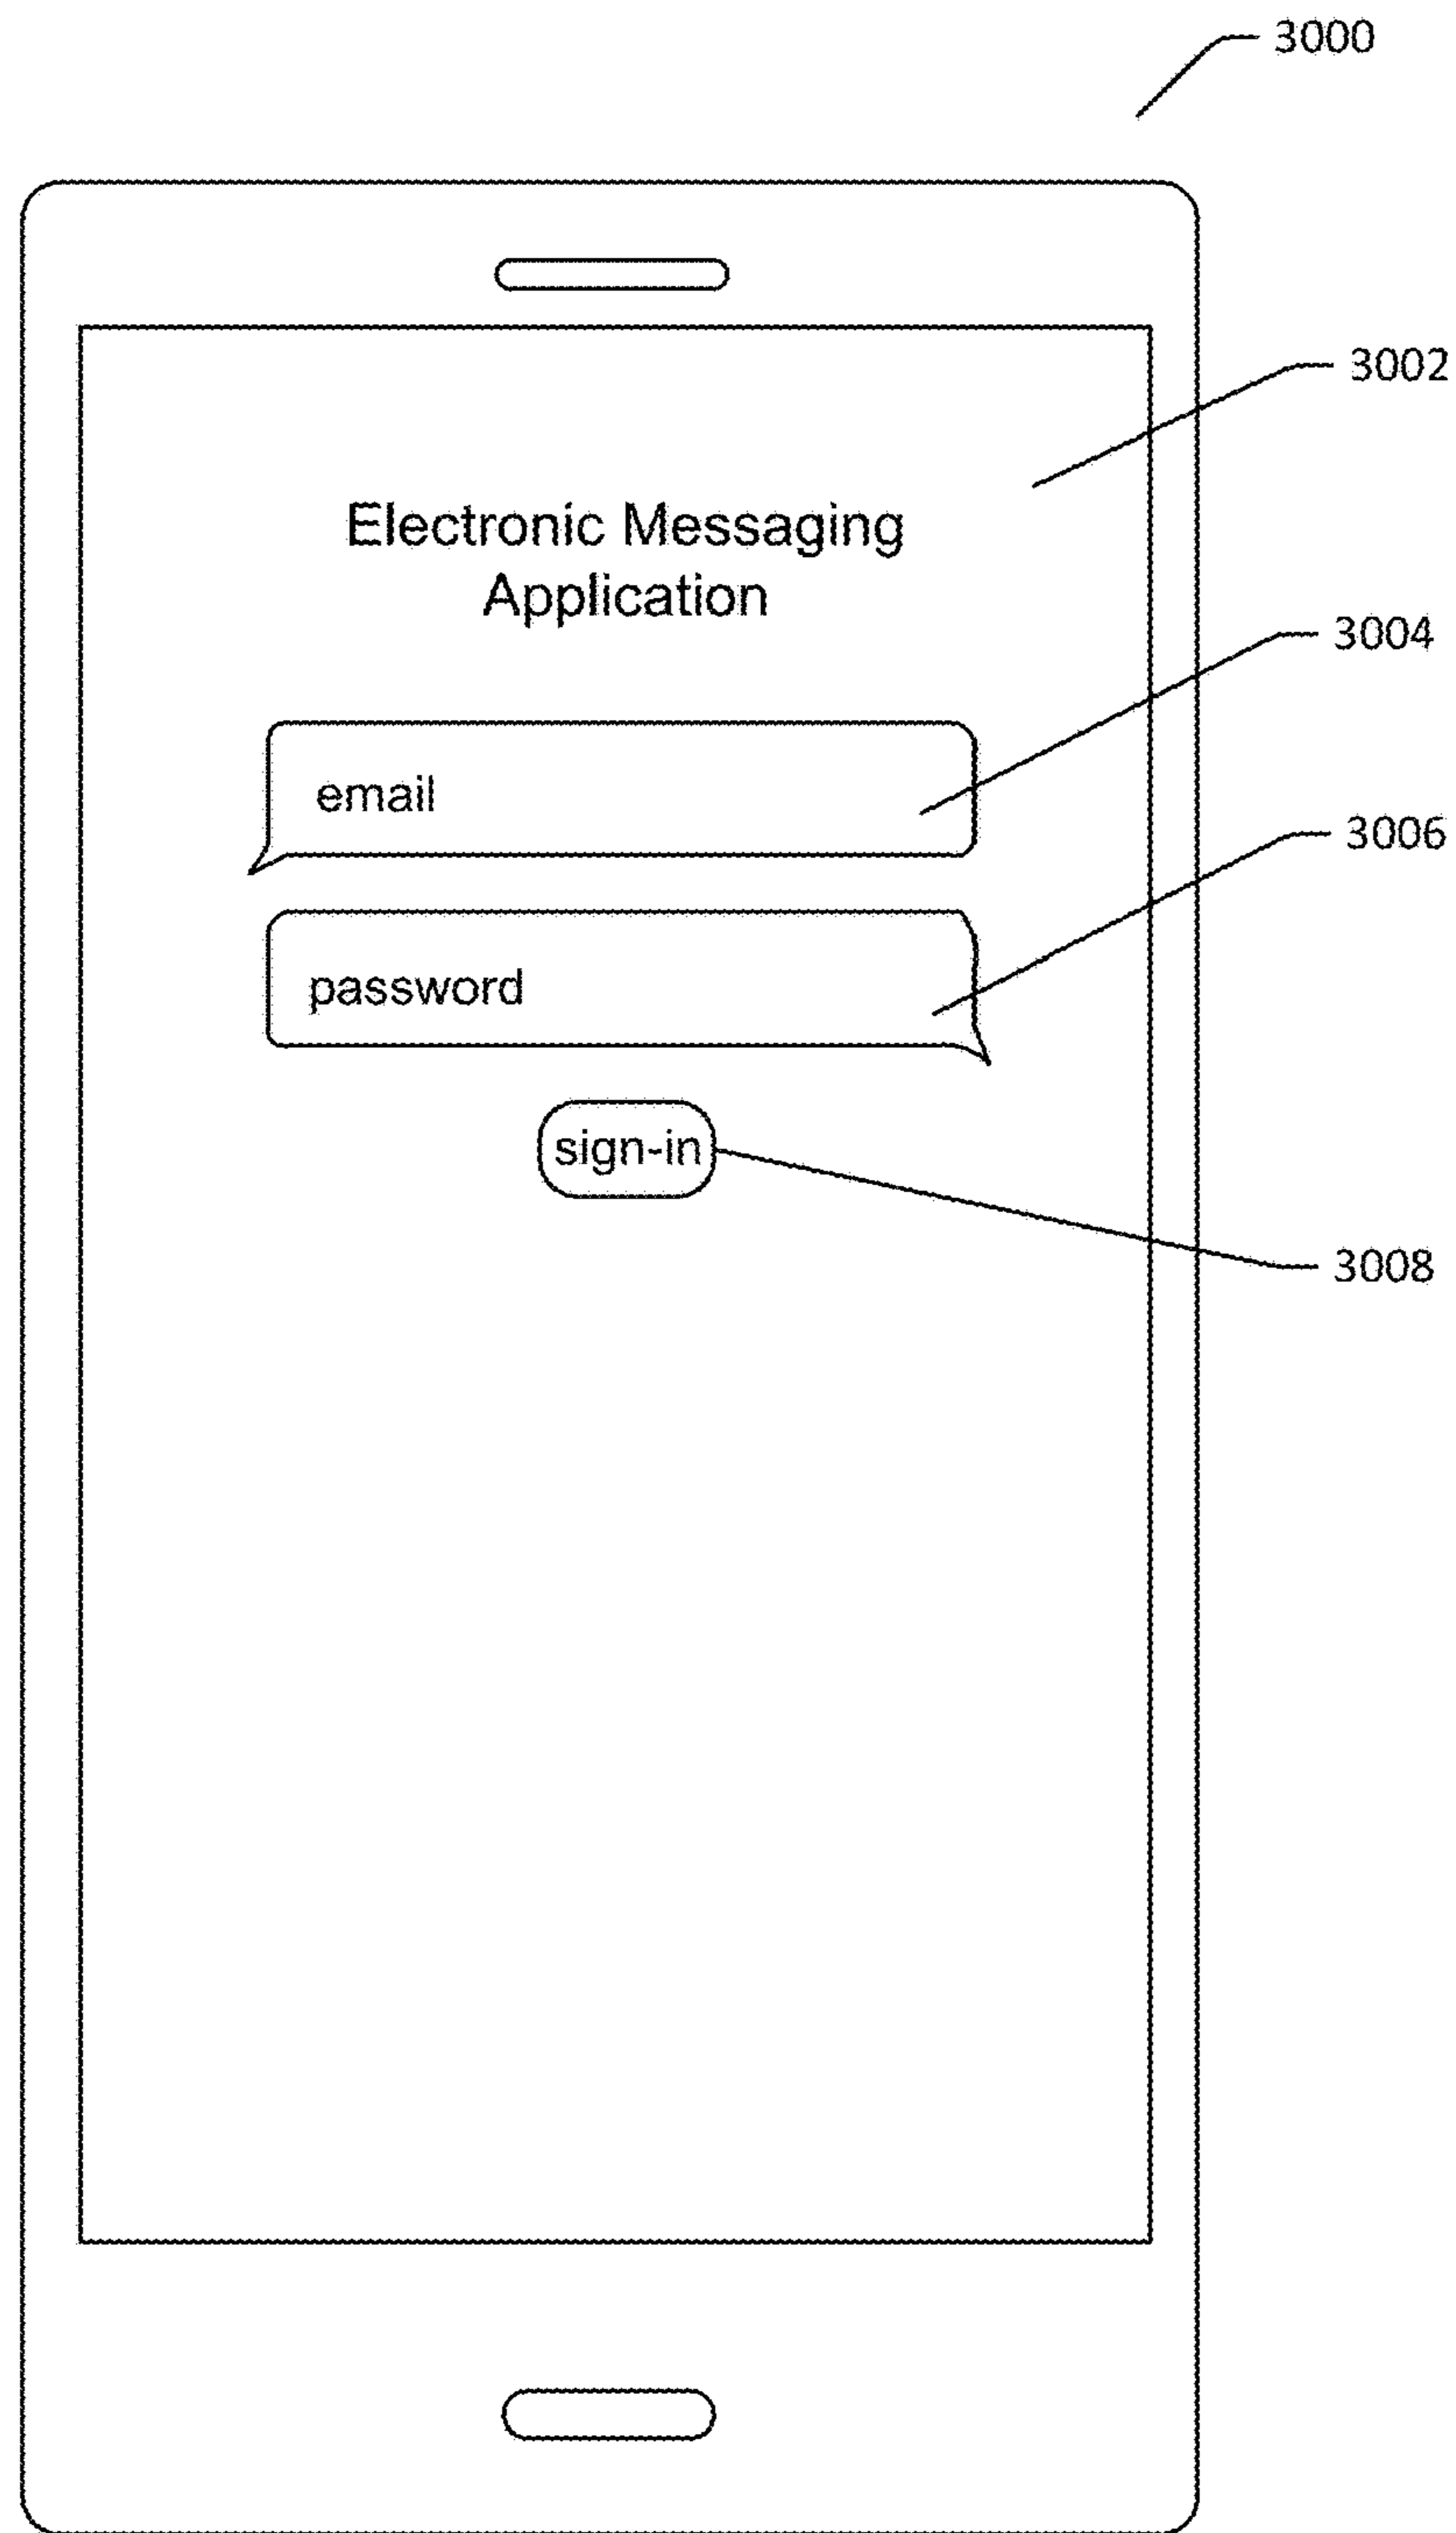 3000
3002
Electronic Messaging
Application
3004
email
3006
password
sign-in
3008